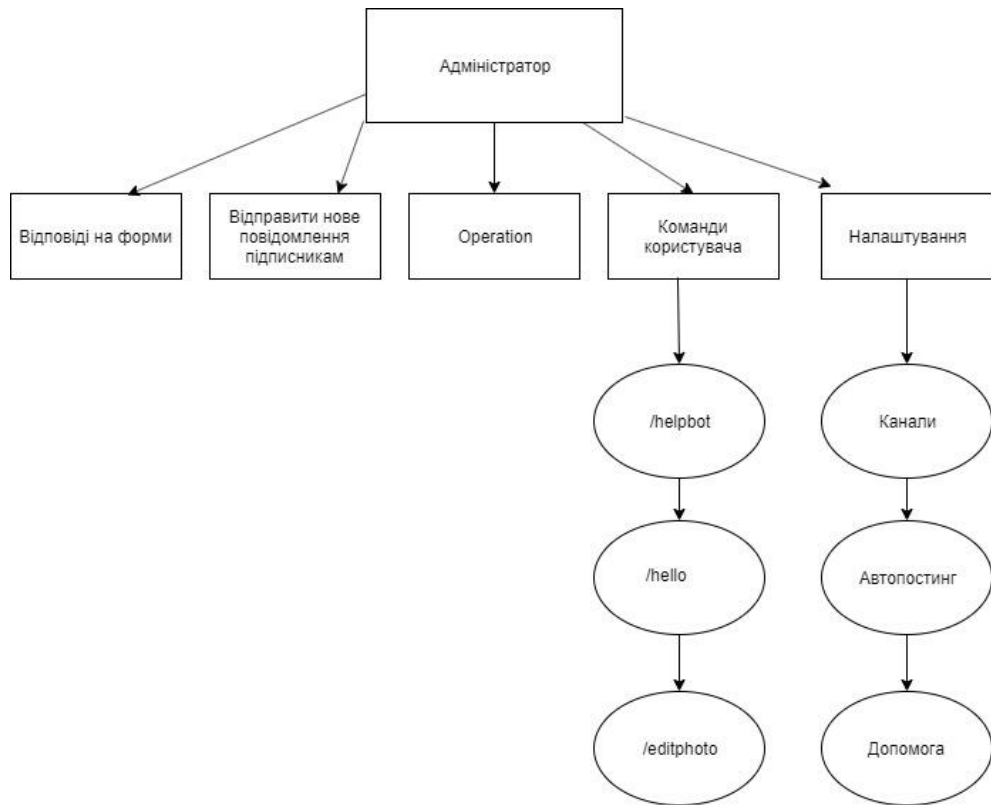 Адміністратор
Відповіді на форми
Відправити нове
повідомлення
підписникам
Operation
Команди
користувача
Налаштування
/helpbot
Канали
/hello
Автопостинг
/editphoto
Допомога